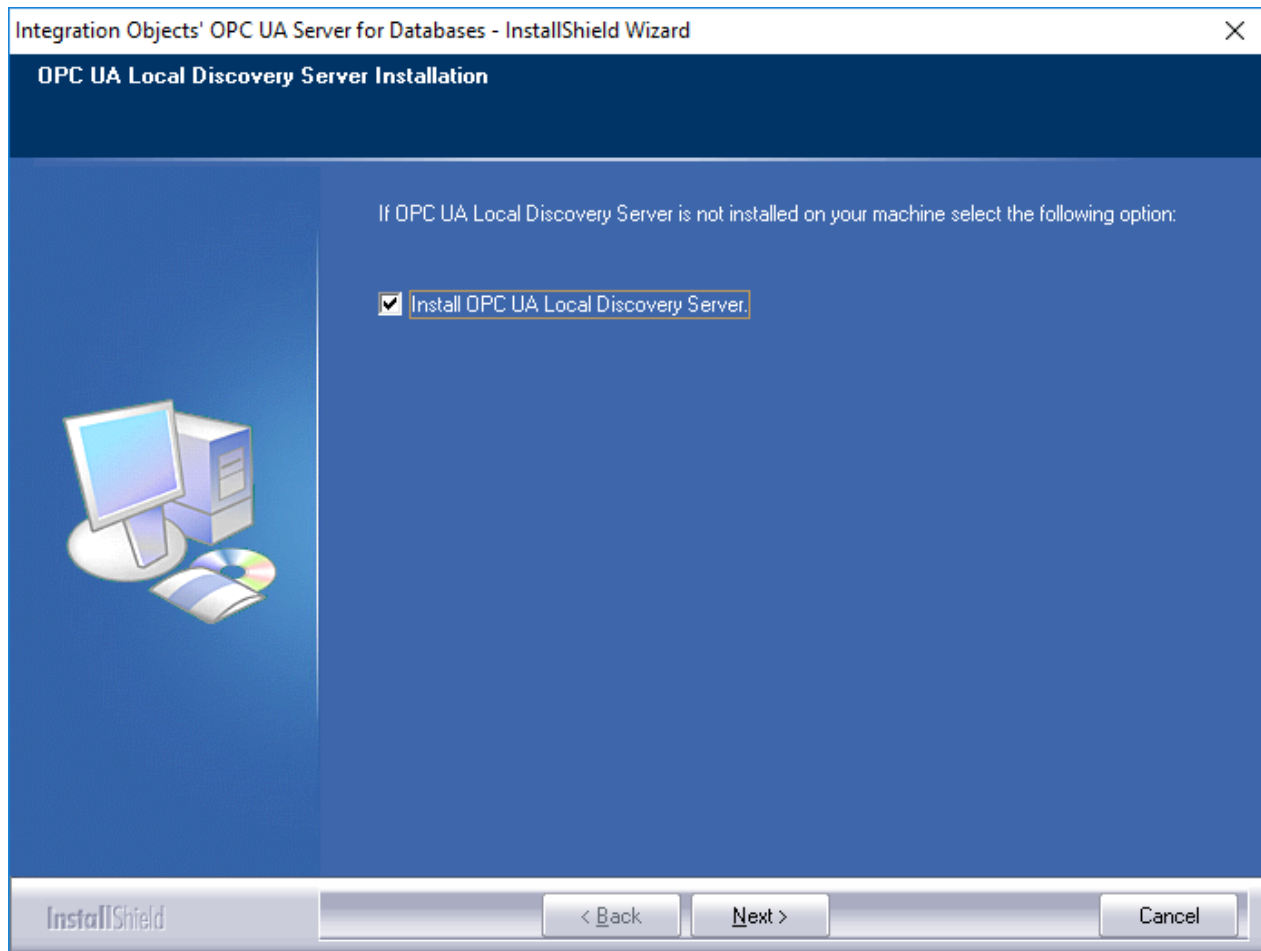 Integration Objects' OPC UA Server for Databases - InstallShield Wizard
OPC UA Local Discovery Server Installation
If OPC UA Local Discovery Server is not installed on your machine select the following option:
Install OPC UA Local Discovery Server.
InstallShield
< Back
Next >
Cancel